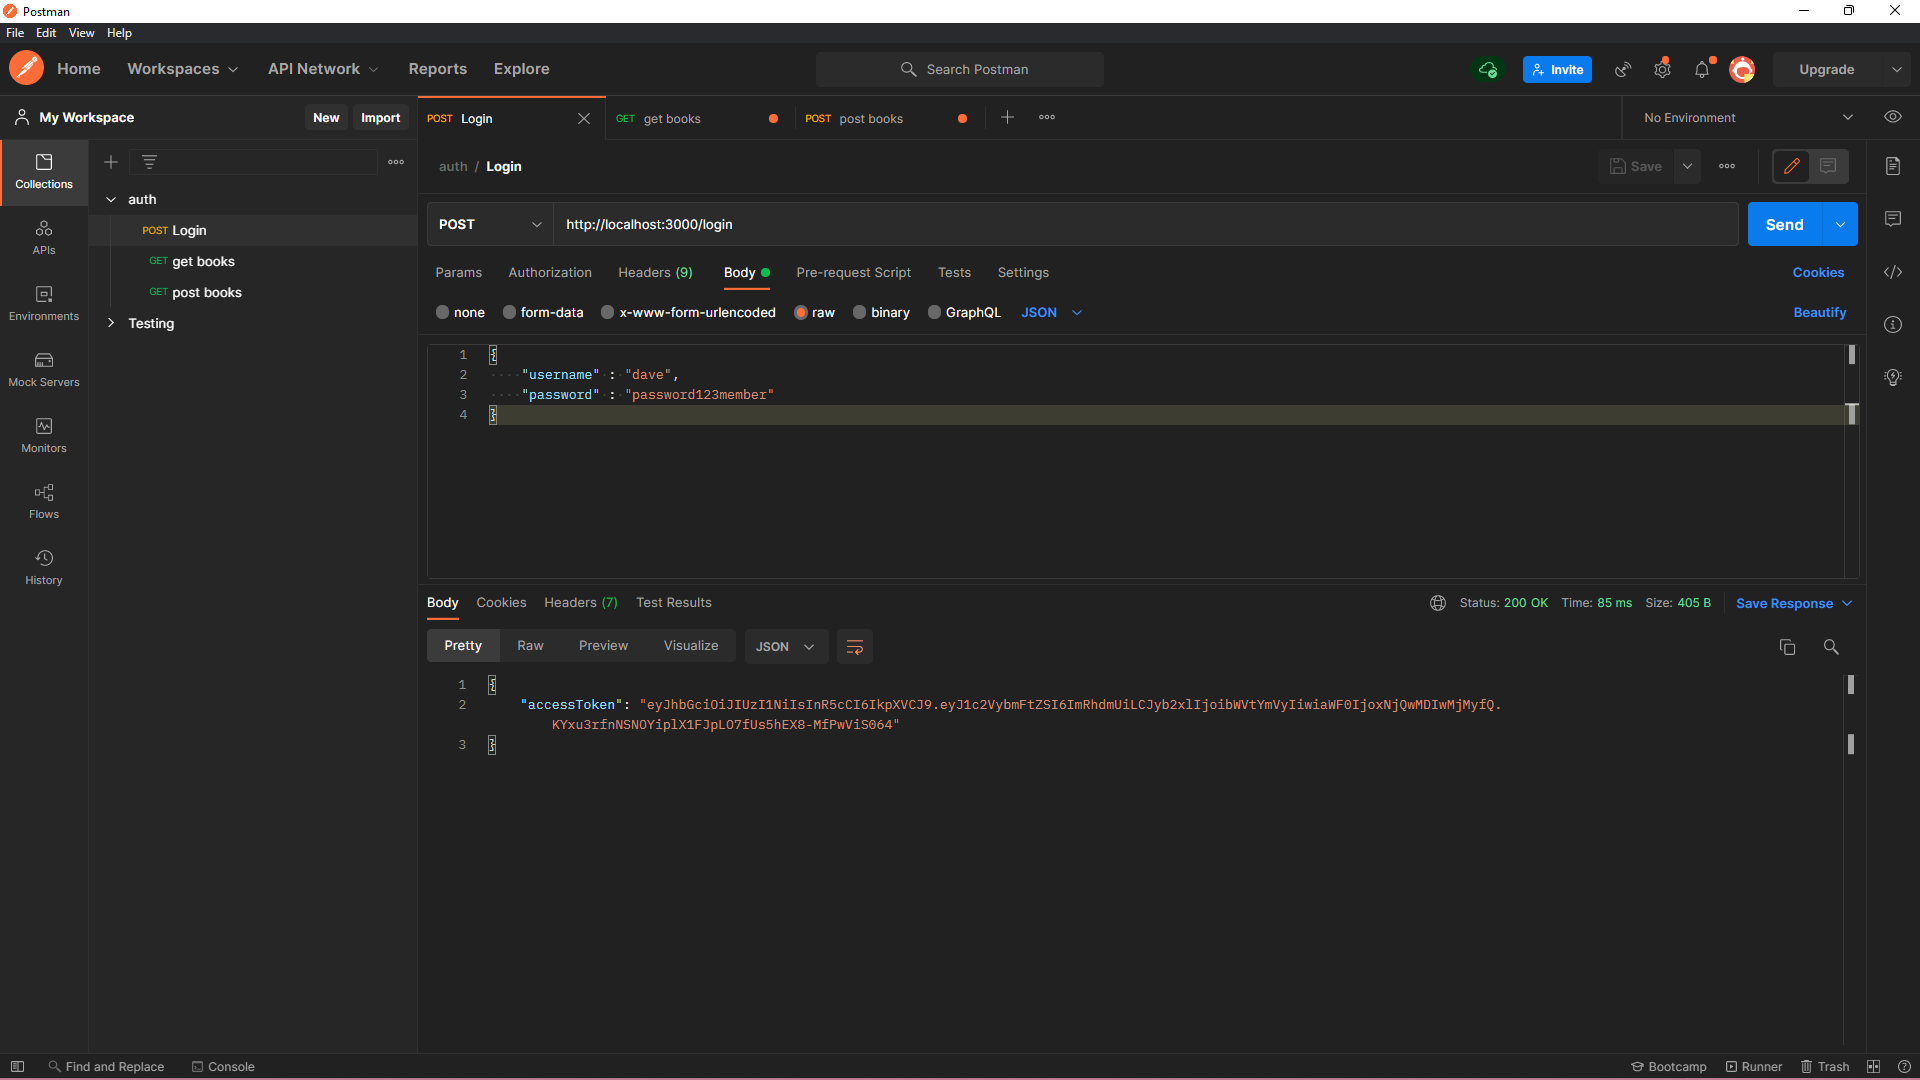 Postman
File Edit View Help
Home Workspaces API Network Reports Explore
Search Postman
Invite
Upgrade
My Workspace New Import
POST Login
GET get books
POST post books
No Environment
Collections
APIs
Environments
Mock Servers
Monitors
Flows
History
auth
POST Login
GET get books
GET post books
Testing
auth / Login
Save
POST http://localhost:3000/login
Send
Params Authorization Headers (9) Body Pre-request Script Tests Settings Cookies
none form-data x-www-form-urlencoded raw binary GraphQL JSON Beautify
1 {
2 "username" : "dave",
3 "password" : "password123member"
4 }
Body Cookies Headers (7) Test Results
Status: 200 OK Time: 85 ms Size: 405 B Save Response
Pretty Raw Preview Visualize JSON
1 {
2 "accessToken": "eyJhbGciOiJIUzI1NiIsInR5cCI6IkpXVCJ9.eyJ1c2VybmFtZSI6ImRhdmUiLCJyb2xlIjoibWVtYmVyIiwiaWF0IjoxNjQwMDIwMjMyfQ.
KYxu3rfnNSNOYiplX1FJpLO7fUs5hEX8-MfPwViS064"
3 }
Find and Replace Console
Bootcamp Runner Trash